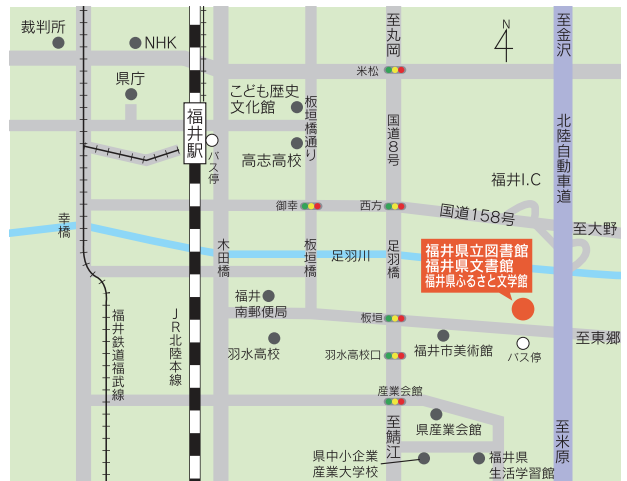 裁判所
NHK
至丸岡
N
至金沢
米松
県庁
こども歴史
文化館
板垣橋通り
国道8号
北陸自動車道
福井駅
バス停
高志高校
福井I.C
御幸
西方
国道158号
至大野
幸橋
木田橋
板垣橋
足羽川
足羽橋
福井県立図書館
福井県文書館
福井県ふるさと文学館
福井
南郵便局
板垣
福井鉄道福武線
JR北陸本線
羽水高校
羽水高校口
福井市美術館
バス停
至東郷
産業会館
県産業会館
至鯖江
至米原
県中小企業
産業大学校
福井県
生活学習館